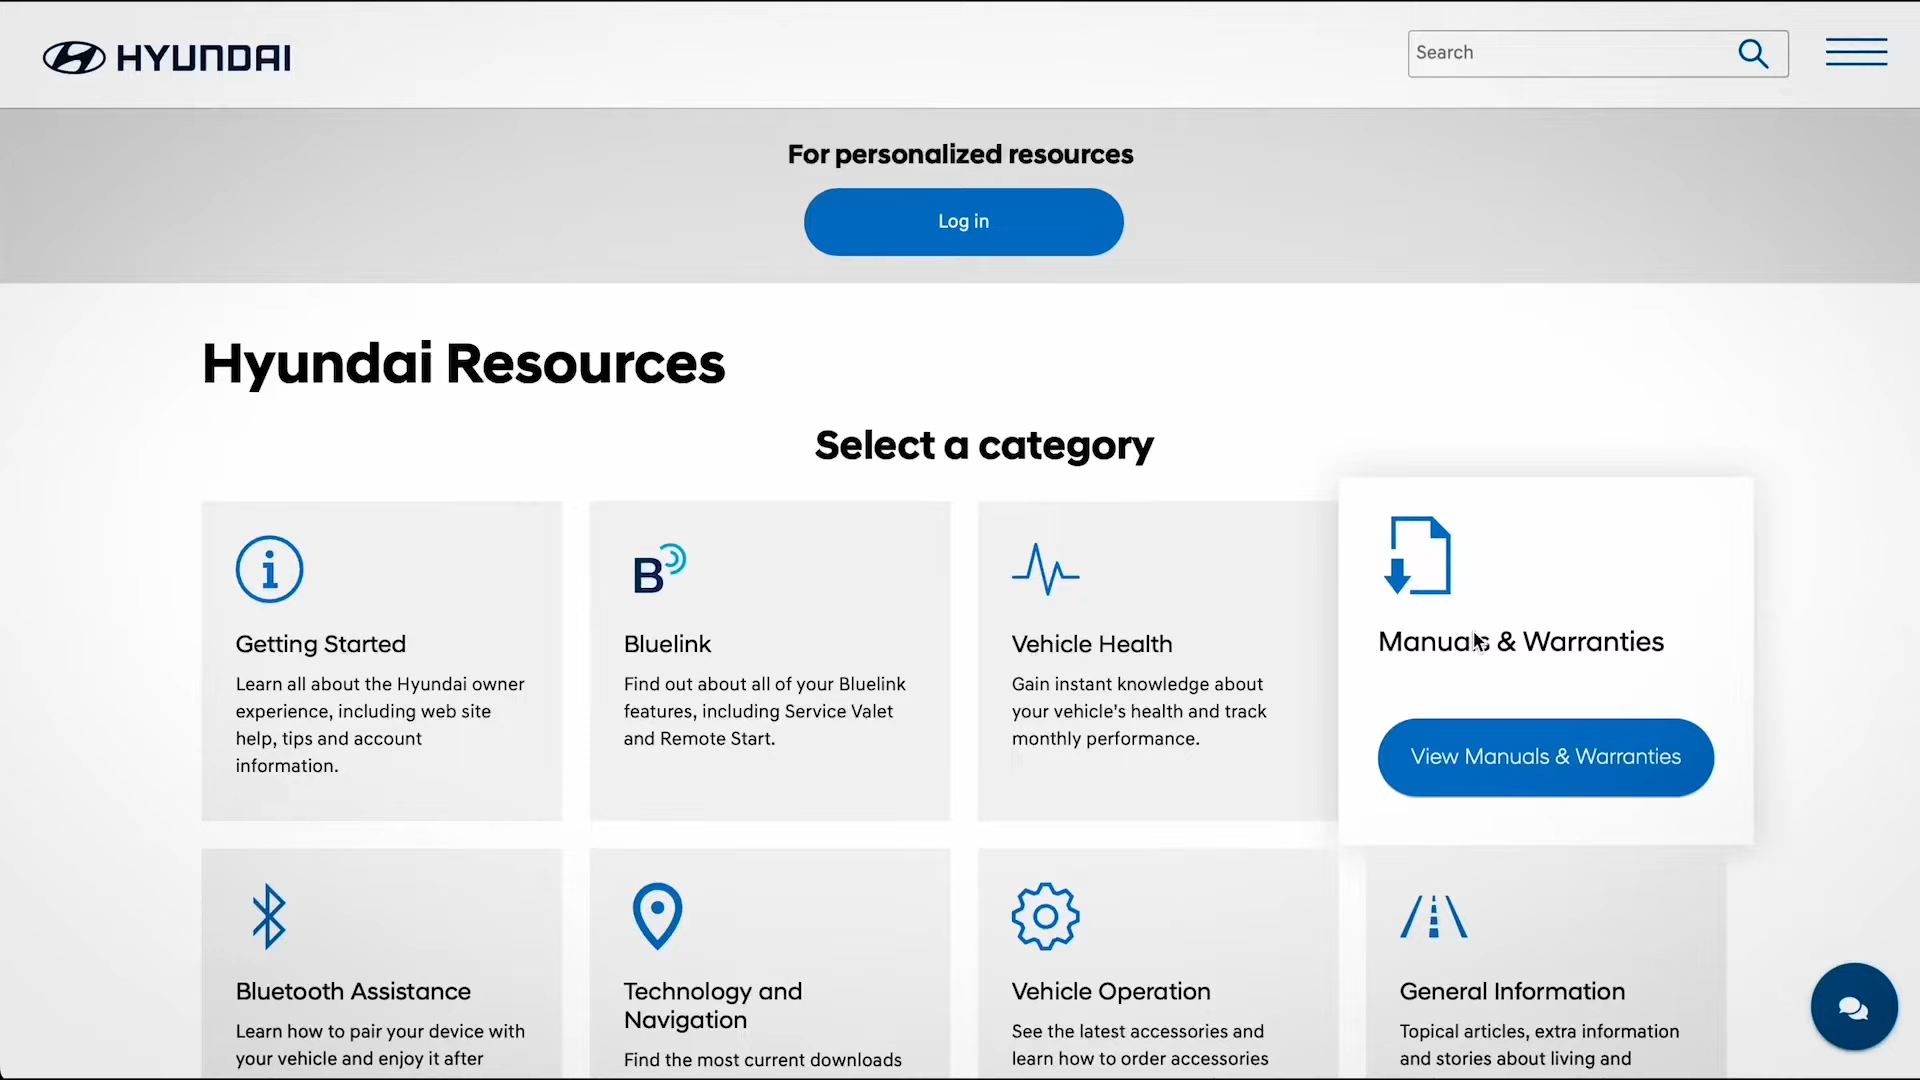 HYUNDAI
Search
For personalized resources
Log in
Hyundai Resources
Select a category
Getting Started
Learn all about the Hyundai owner
experience, including web site
help, tips and account
information.
B
Bluelink
Find out about all of your Bluelink
features, including Service Valet
and Remote Start.
Vehicle Health
Gain instant knowledge about
your vehicle's health and track
monthly performance.
Manuals & Warranties
View Manuals & Warranties
Bluetooth Assistance
Learn how to pair your device with
your vehicle and enjoy it after
Technology and
Navigation
Find the most current downloads
Vehicle Operation
See the latest accessories and
learn how to order accessories
General Information
Topical articles, extra information
and stories about living and